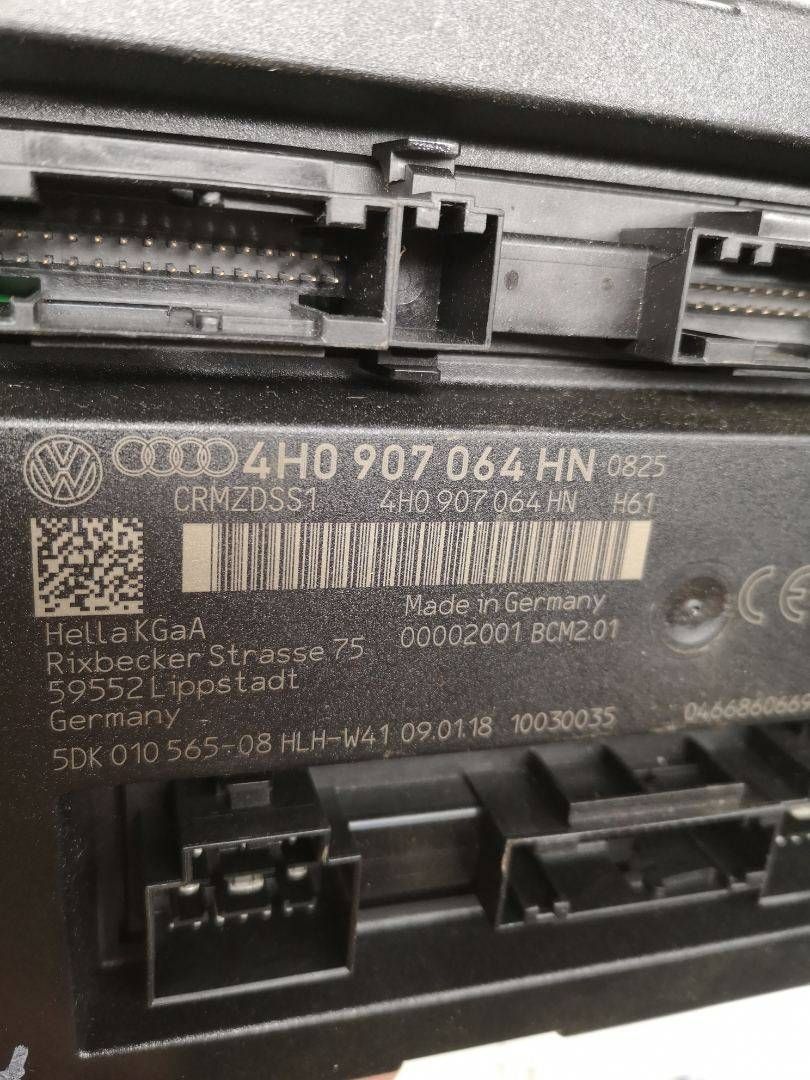 4H0 907 064 HN 0825
CRMZDSS1 4H0 907 064 HN H61
Made in Germany
00002001 BCM2.01
Hella KGaA
Rixbecker Strasse 75
59552 Lippstadt
Germany
5DK 010 565-08 HLH-W41 09.01.18 10030035